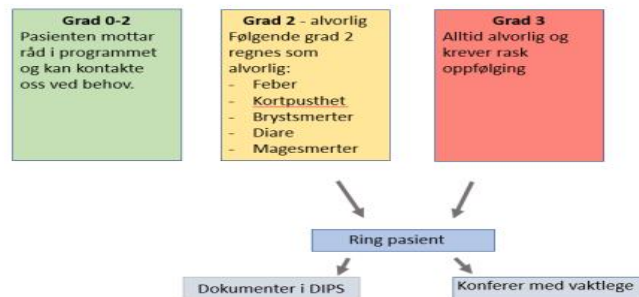 Grad 0-2
Pasienten mottar
råd i programmet
og kan kontakte
oss ved behov.
Grad 2 - alvorlig
Følgende grad 2
regnes som
alvorlig:
- Feber
- Kortpusthet
- Brystsmerter
- Diare
- Magesmerter
Grad 3
Alltid alvorlig og
krever rask
oppfølging
Ring pasient
Dokumenter i DIPS
Konferer med vaktlege